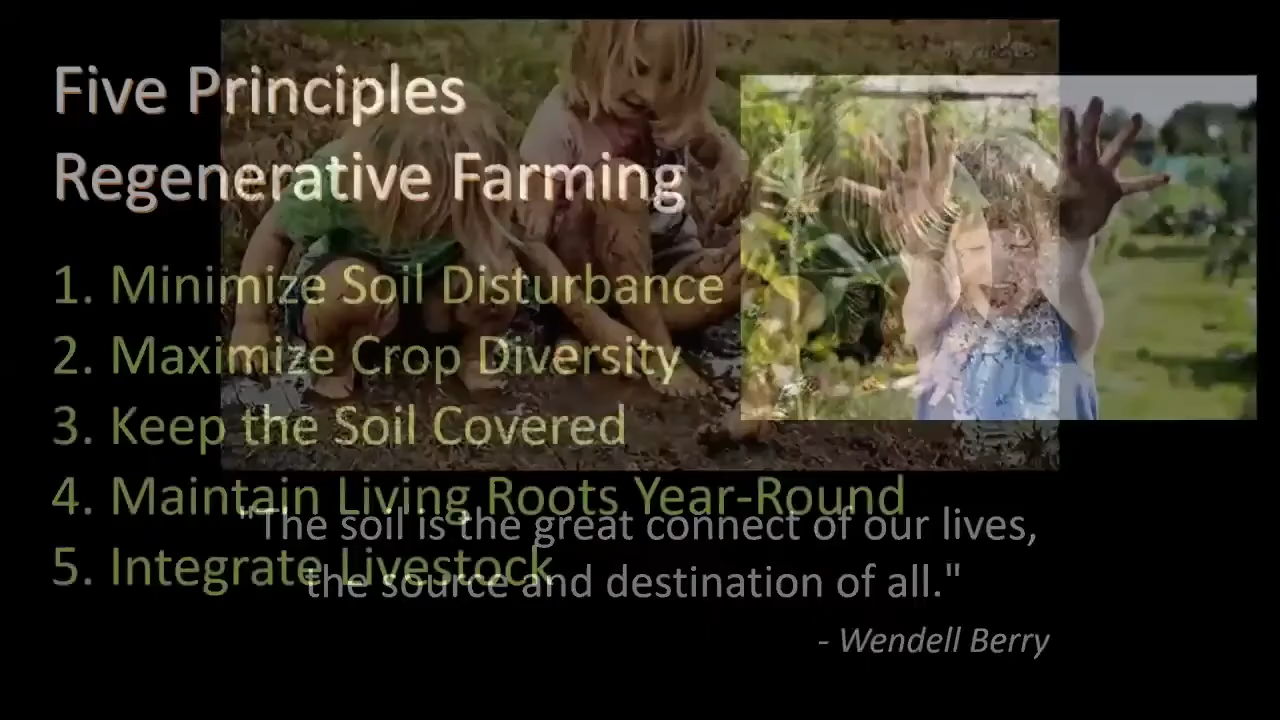 Five Principles
Regenerative Farming
1. Minimize Soil Disturbance
2. Maximize Crop Diversity
3. Keep the Soil Covered
4. Maintain Living Roots Year-Round
5. Integrate Livestock
"The soil is the great connect of our lives,
the source and destination of all."
- Wendell Berry